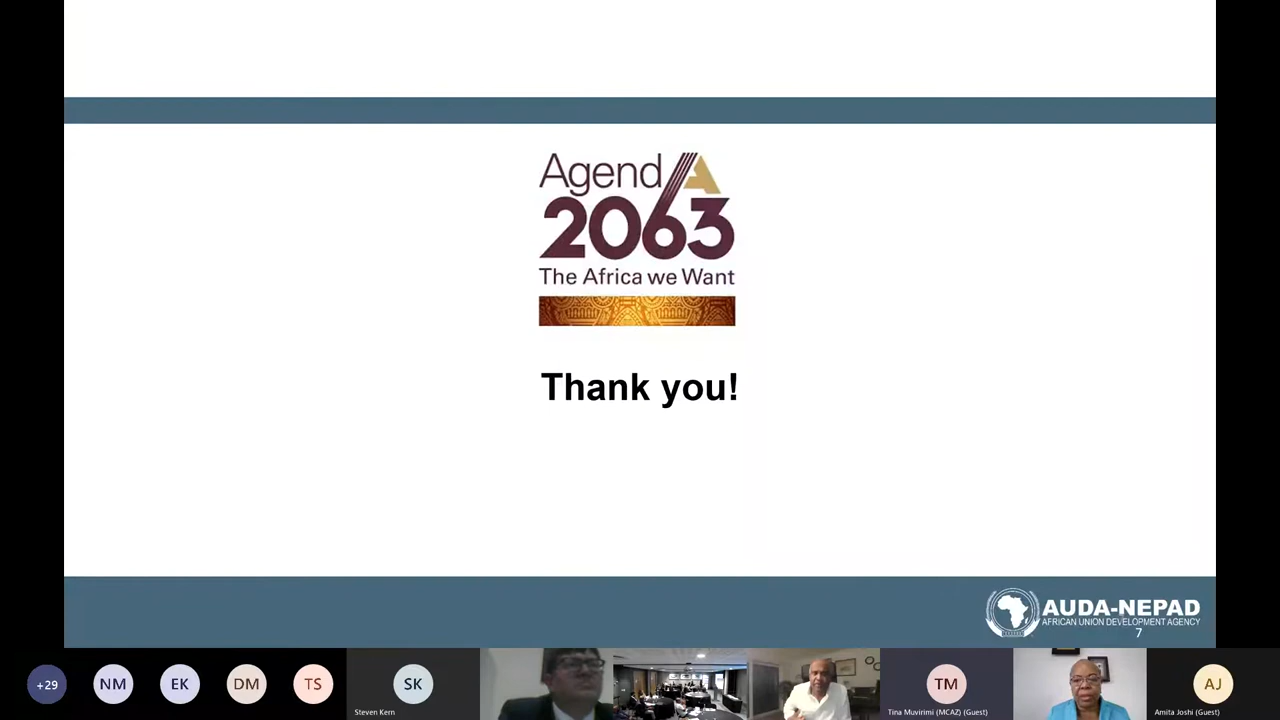 AgendA
2063
The Africa we Want
Thank you!
AUDA-NEPAD
AFRICAN UNION DEVELOPMENT AGENCY
7
+29
NM
EK
DM
TS
SK
Steven Kern
TM
Tina Muvirimi (MCAZ) (Guest)
AJ
Amita Joshi (Guest)